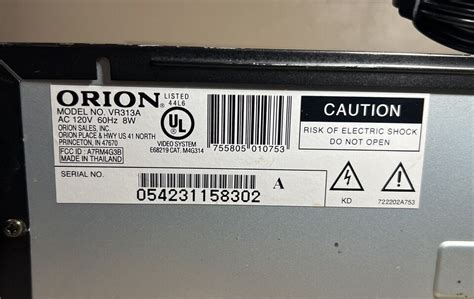 ORION
LISTED
44L6
MODEL NO. VR313A
AC 120V 60Hz 8W
ORION SALES, INC.
ORION PLACE & HWY US 41 NORTH
PRINCETON, IN 47670
FCC ID : A7RM4G3B
MADE IN THAILAND
UL
VIDEO SYSTEM
E68219 CAT. M4G314
755805 010753
SERIAL NO.
054231158302
A
CAUTION
RISK OF ELECTRIC SHOCK
DO NOT OPEN
KD
722202A753